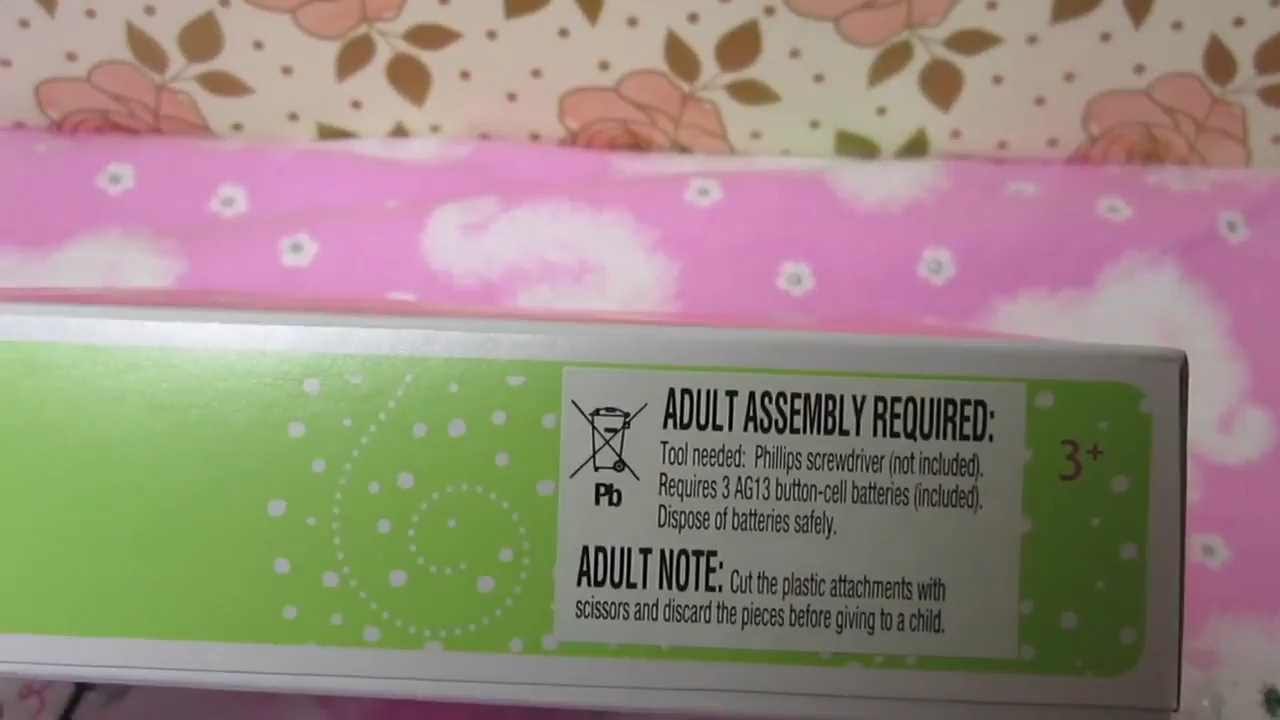 ADULT ASSEMBLY REQUIRED:
Tool needed: Phillips screwdriver (not included).
Requires 3 AG13 button-cell batteries (included).
Dispose of batteries safely.
Pb
ADULT NOTE: Cut the plastic attachments with
scissors and discard the pieces before giving to a child.
3+